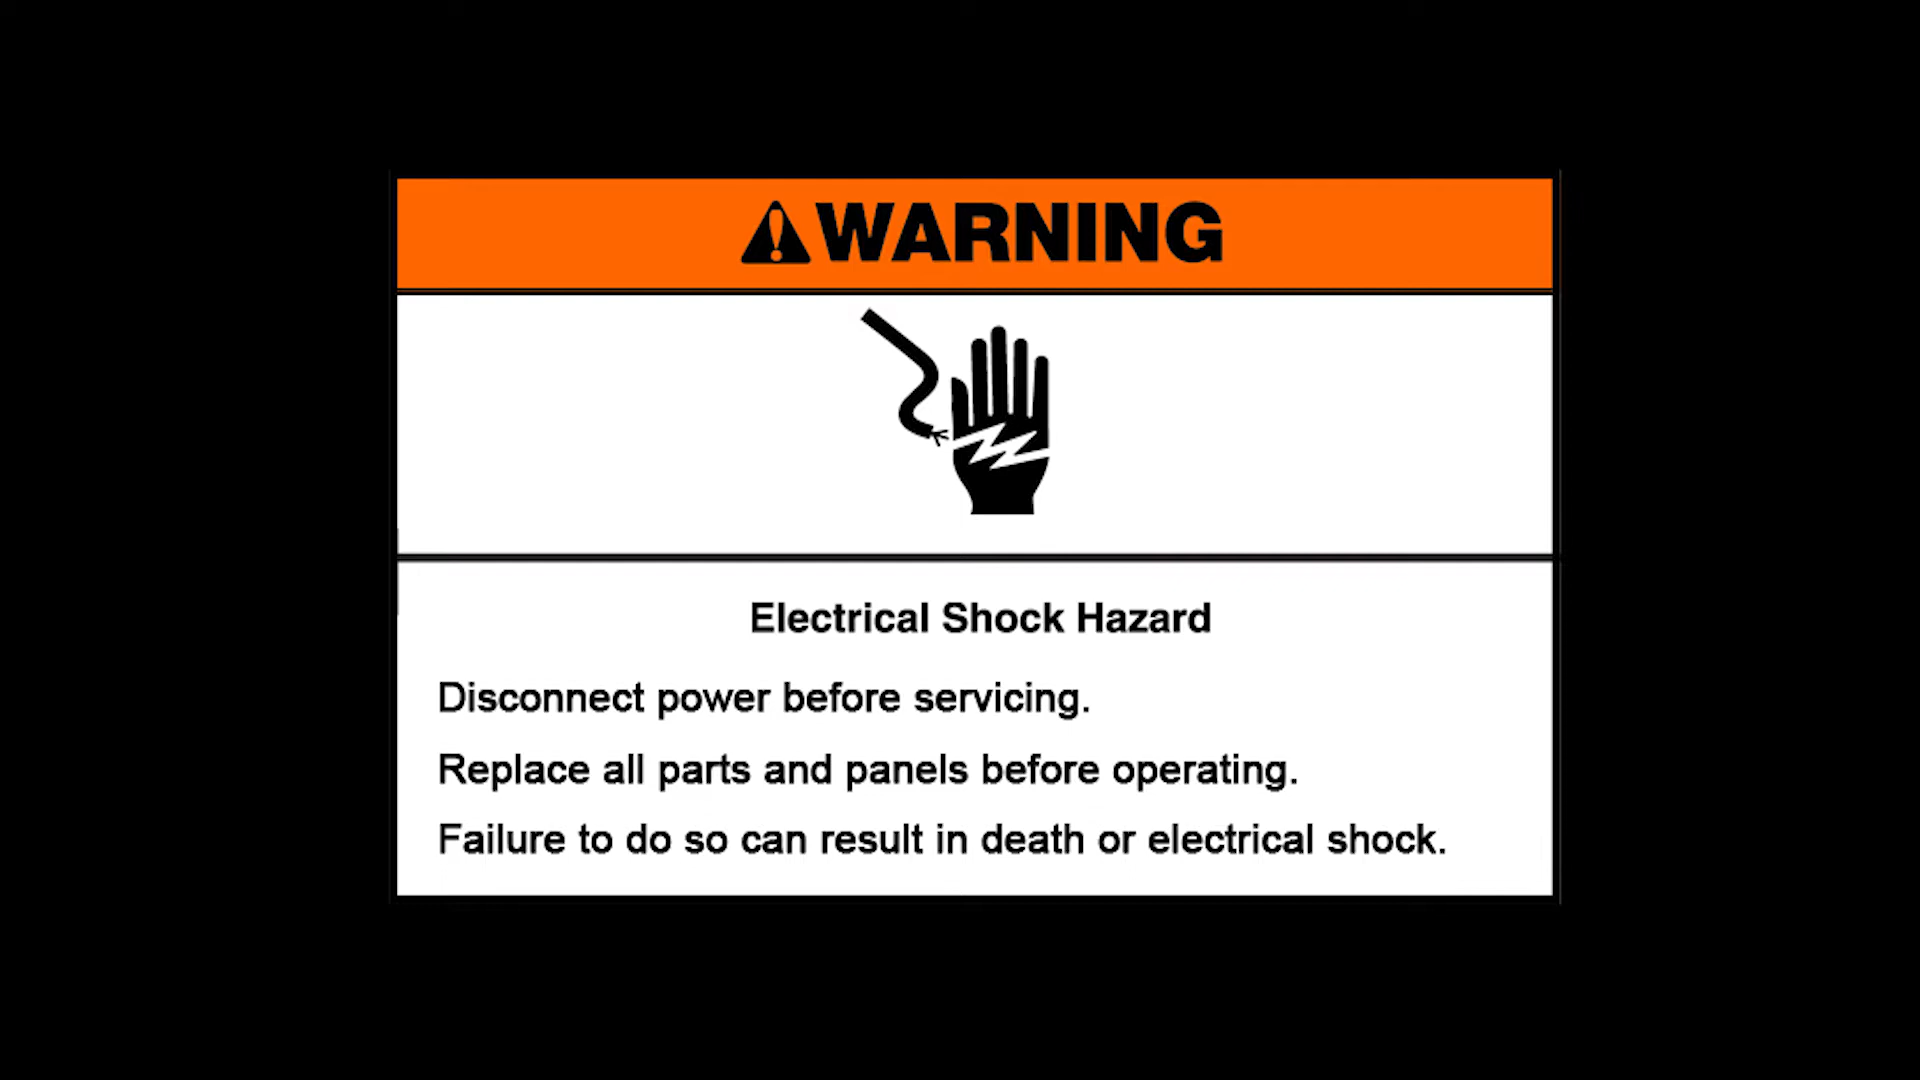 WARNING
Electrical Shock Hazard
Disconnect power before servicing.
Replace all parts and panels before operating.
Failure to do so can result in death or electrical shock.